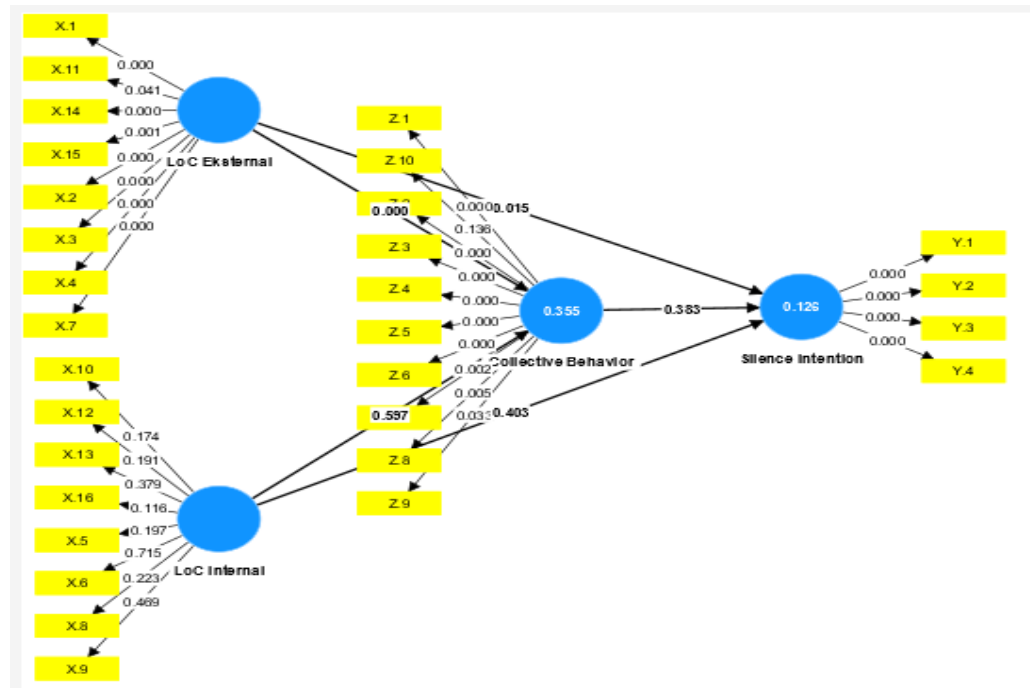 X.1
X.11
X.14
X.15
X.2
X.3
X.4
X.7
0.000
0.041
0.000
0.001
0.000
0.000
0.000
0.000
LoC Eksternal
X.10
X.12
X.13
X.16
X.5
X.6
X.8
X.9
0.174
0.191
0.379
0.116
0.197
0.715
0.223
0.469
LoC Internal
Z.1
Z.10
Z.3
Z.4
Z.5
Z.6
Z.8
Z.9
0.000
0.136
0.000
0.000
0.000
0.000
0.000
0.002
0.005
0.033
0.000
0.015
0.597
0.403
0.383
0.355
Collective Behavior
0.126
Silence Intention
0.000
0.000
0.000
0.000
Y.1
Y.2
Y.3
Y.4